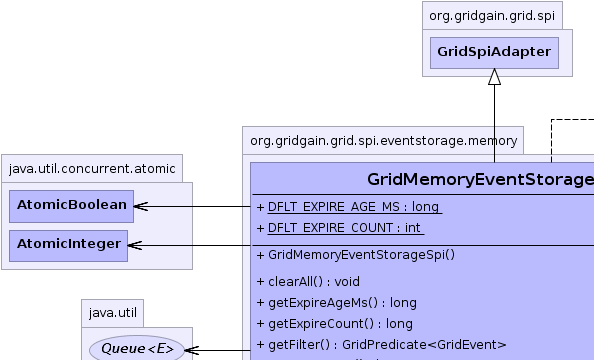 org.gridgain.grid.spi
GridSpiAdapter
org.gridgain.grid.spi.eventstorage.memory
java.util.concurrent.atomic
AtomicBoolean
AtomicInteger
GridMemoryEventStorage
+ DFLT_EXPIRE_AGE_MS : long
+ DFLT_EXPIRE_COUNT : int
+ GridMemoryEventStorageSpi()
+ clearAll() : void
+ getExpireAgeMs() : long
+ getExpireCount() : long
+ getFilter() : GridPredicate<GridEvent>
java.util
Queue<E>